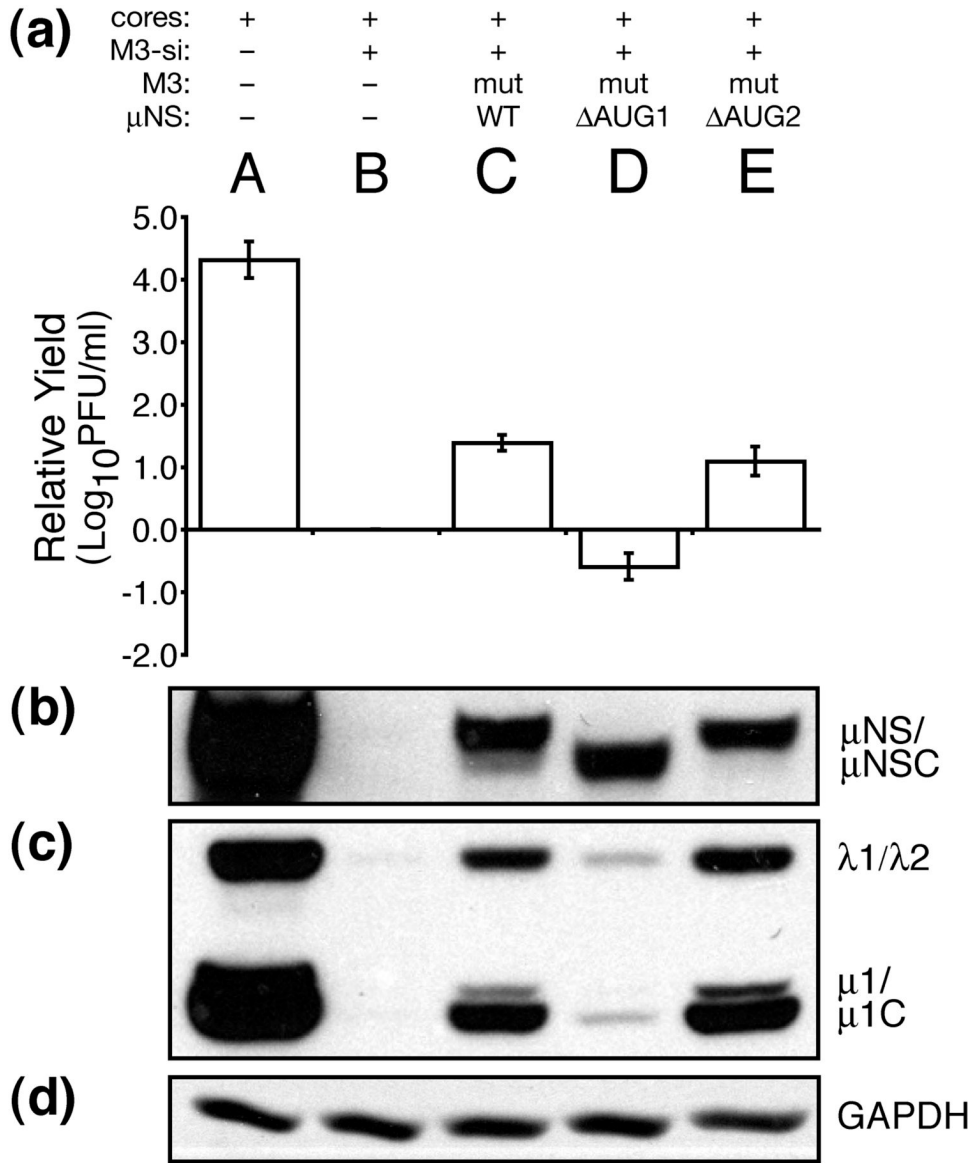 (a)
cores: + + + + +
M3-si: – + + + +
M3: – – mut mut mut
μNS: – – WT ΔAUG1 ΔAUG2
A B C D E
Relative Yield
(Log10PFU/ml)
5.0
4.0
3.0
2.0
1.0
0.0
-1.0
-2.0
(b)
μNS/
μNSC
(c)
λ1/λ2
μ1/
μ1C
(d)
GAPDH